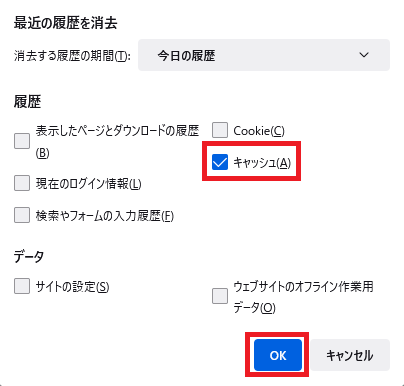 最近の履歴を消去
消去する履歴の期間(T): 今日の履歴
履歴
表示したページとダウンロードの履歴
(B)
Cookie(C)
キャッシュ(A)
現在のログイン情報(L)
検索やフォームの入力履歴(F)
データ
サイトの設定(S)
ウェブサイトのオフライン作業用
データ(O)
OK キャンセル